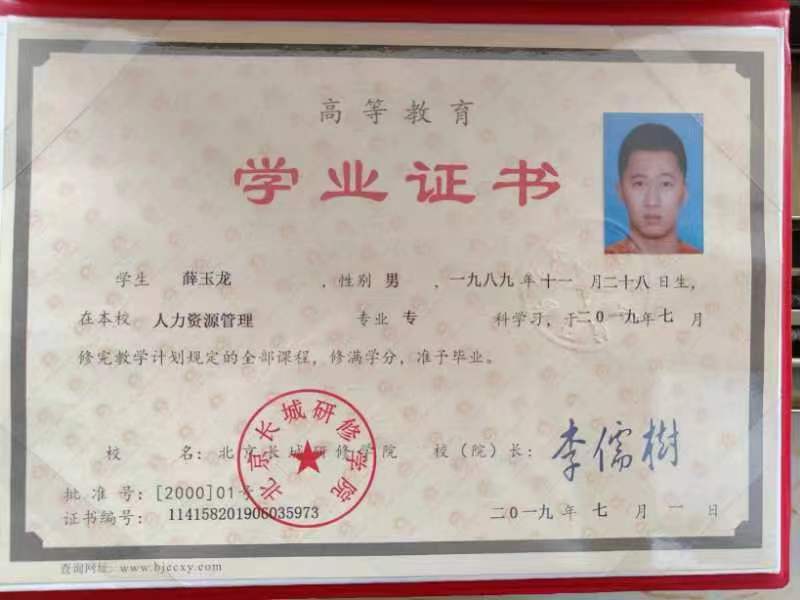 高等教育
学业证书
学生 薛玉龙 ，性别 男 ，一九八九年十一月二十八日生，
在本校 人力资源管理 专业 专 科学习，于二0一九年七月
修完教学计划规定的全部课程，修满学分，准予毕业。
校 名：北京长城研修学院 校（院）长：李儒树
北京长城研修学院
批准号：[2000]01号
证书编号：114158201906035973 二0一九年七月一日
查询网址：www.bjccxy.com